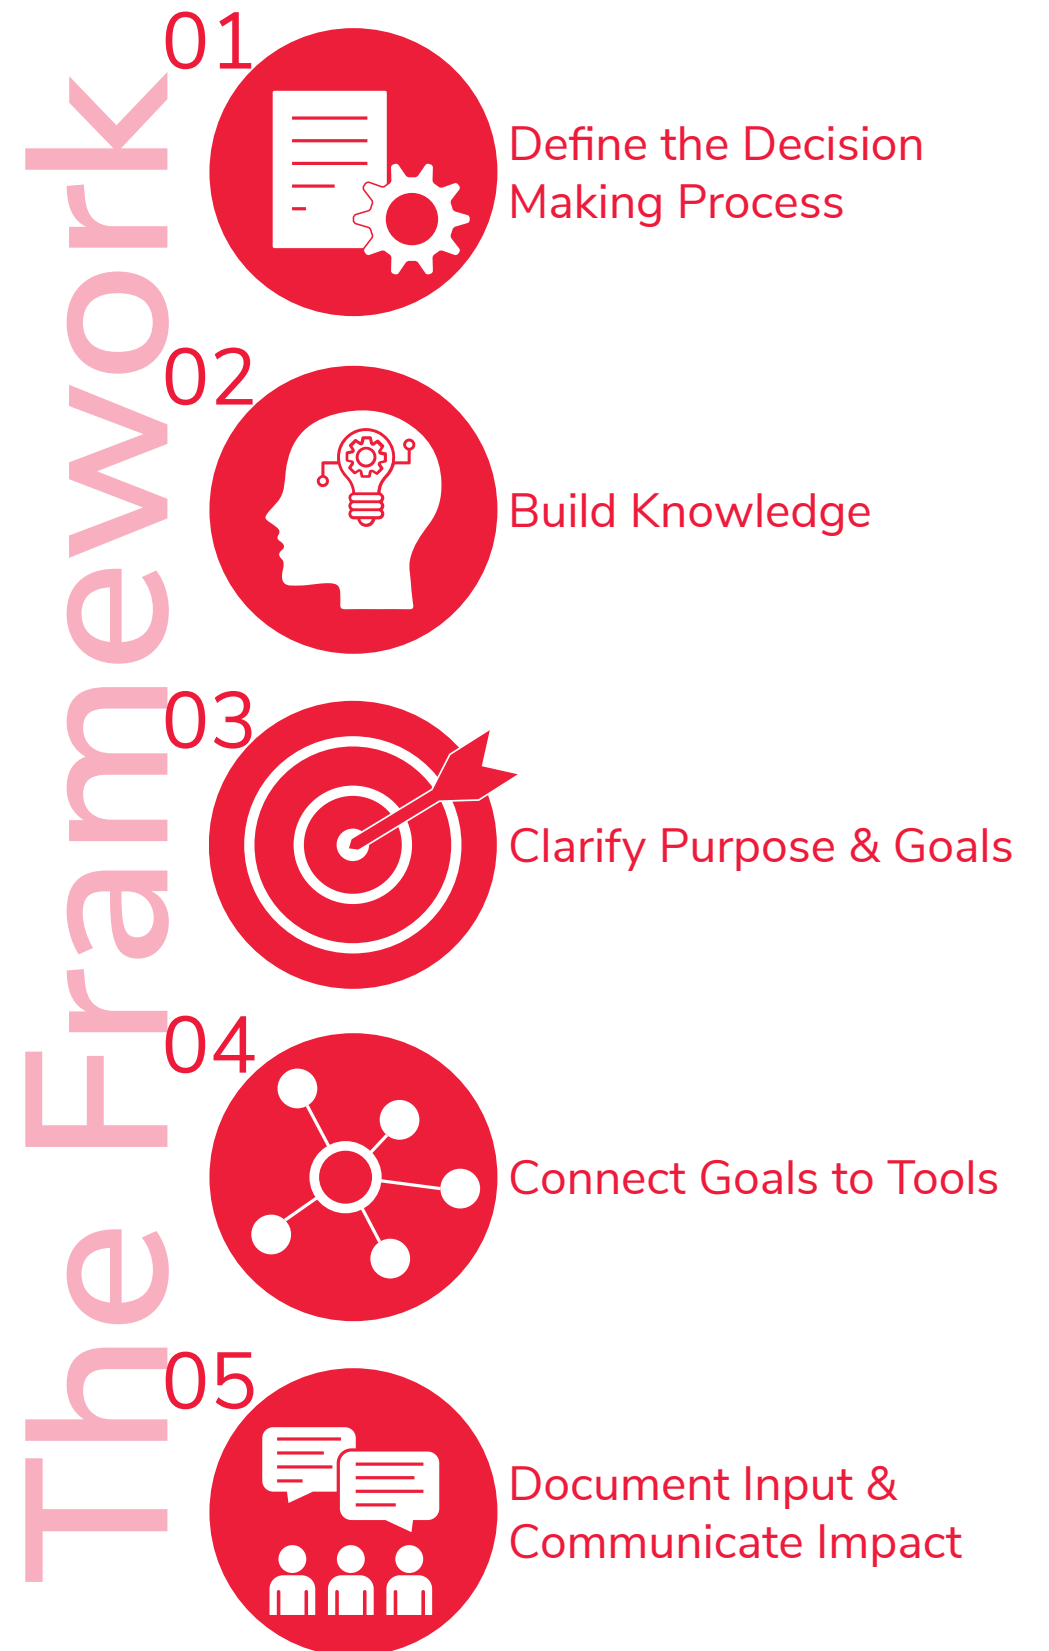 The Framework
01
Define the Decision
Making Process
02
Build Knowledge
03
Clarify Purpose & Goals
04
Connect Goals to Tools
05
Document Input &
Communicate Impact